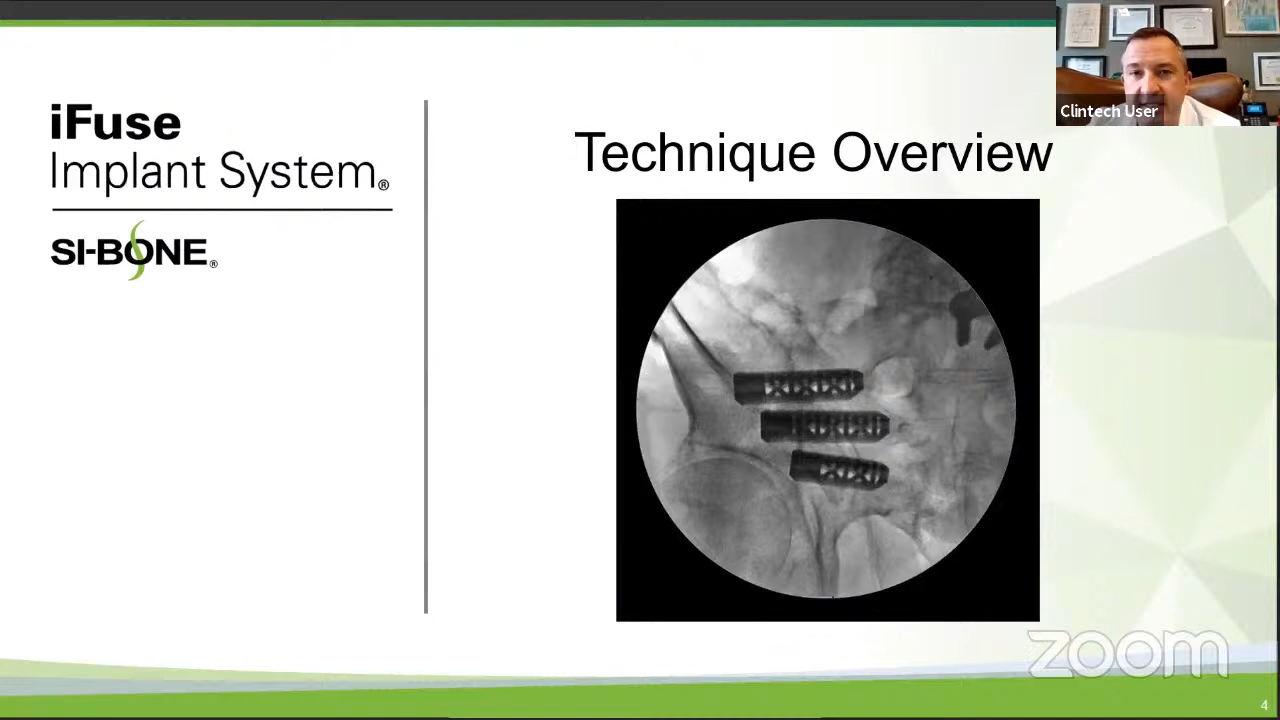 iFuse
Implant System®
SI-BONE®
Technique Overview
Clintech User
zoom
4